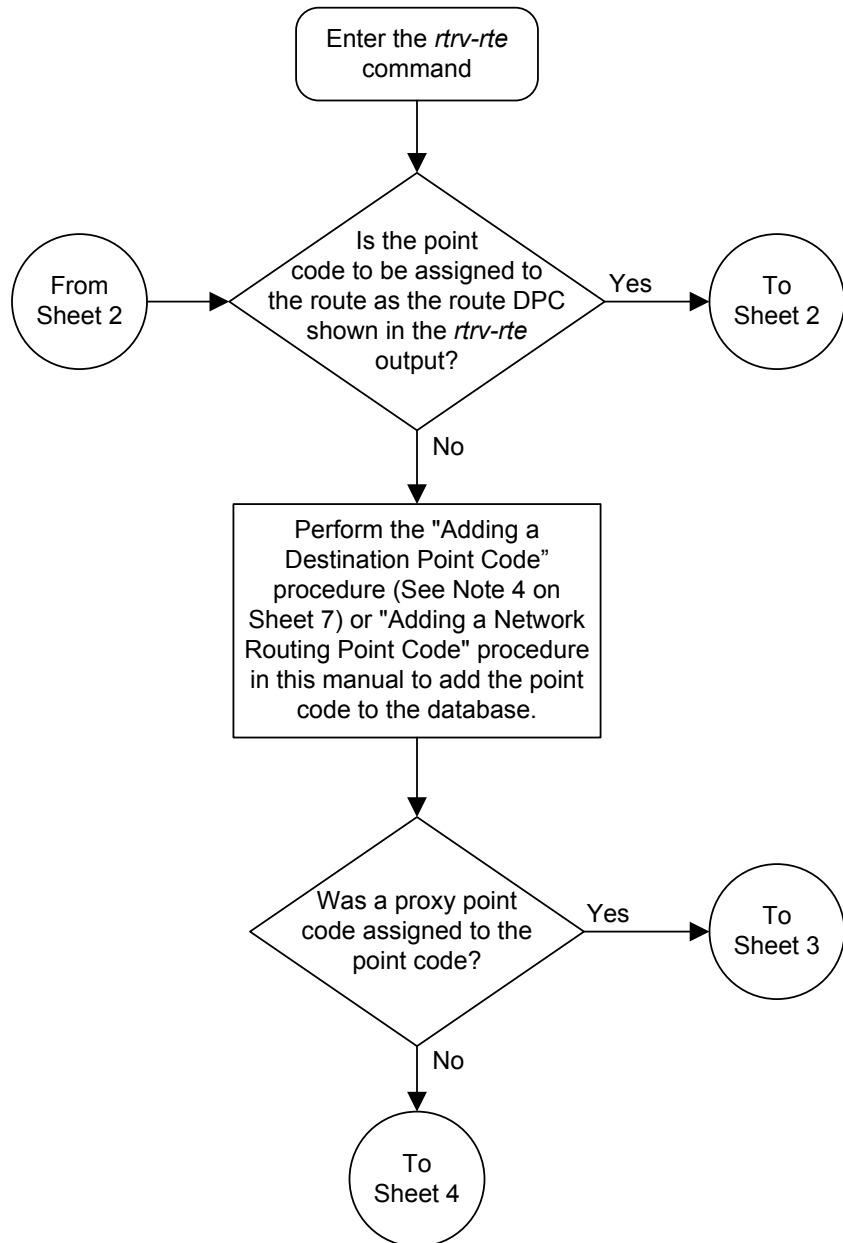 Enter the rtrv-rte
command
Is the point
code to be assigned to
the route as the route DPC
shown in the rtrv-rte
output?
From
Sheet 2
Yes
To
Sheet 2
No
Perform the "Adding a
Destination Point Code”
procedure (See Note 4 on
Sheet 7) or "Adding a Network
Routing Point Code" procedure
in this manual to add the point
code to the database.
Was a proxy point
code assigned to the
point code?
Yes
To
Sheet 3
No
To
Sheet 4